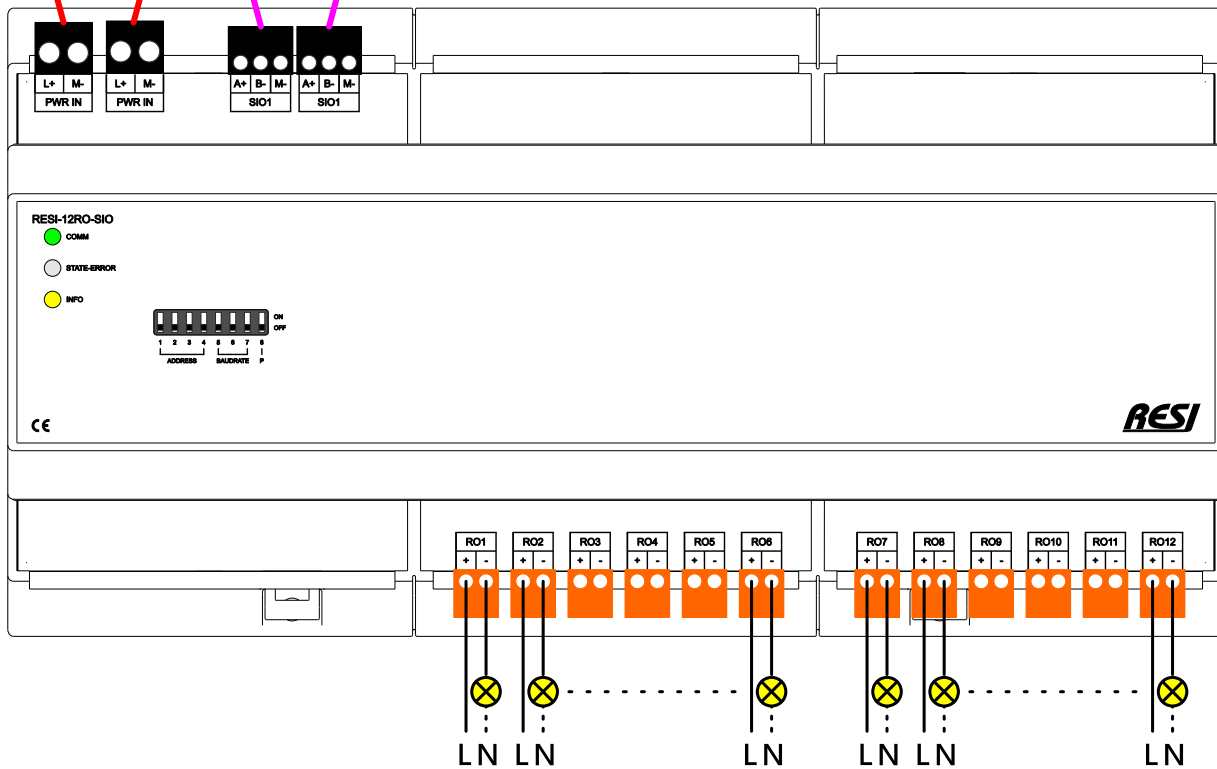 L+ M- L+ M- A+ B- M- A+ B- M-
PWR IN PWR IN SIO1 SIO1
RESI-12RO-SIO
COMM
STATE-ERROR
INFO
ON
OFF
1 2 3 4 5 6 7 8
ADDRESS BAUDRATE P
CE
RESI
RO1 RO2 RO3 RO4 RO5 RO6 RO7 RO8 RO9 RO10 RO11 RO12
+ - + - + - + - + - + - + - + - + - + - + - + -
L N L N L N L N L N L N